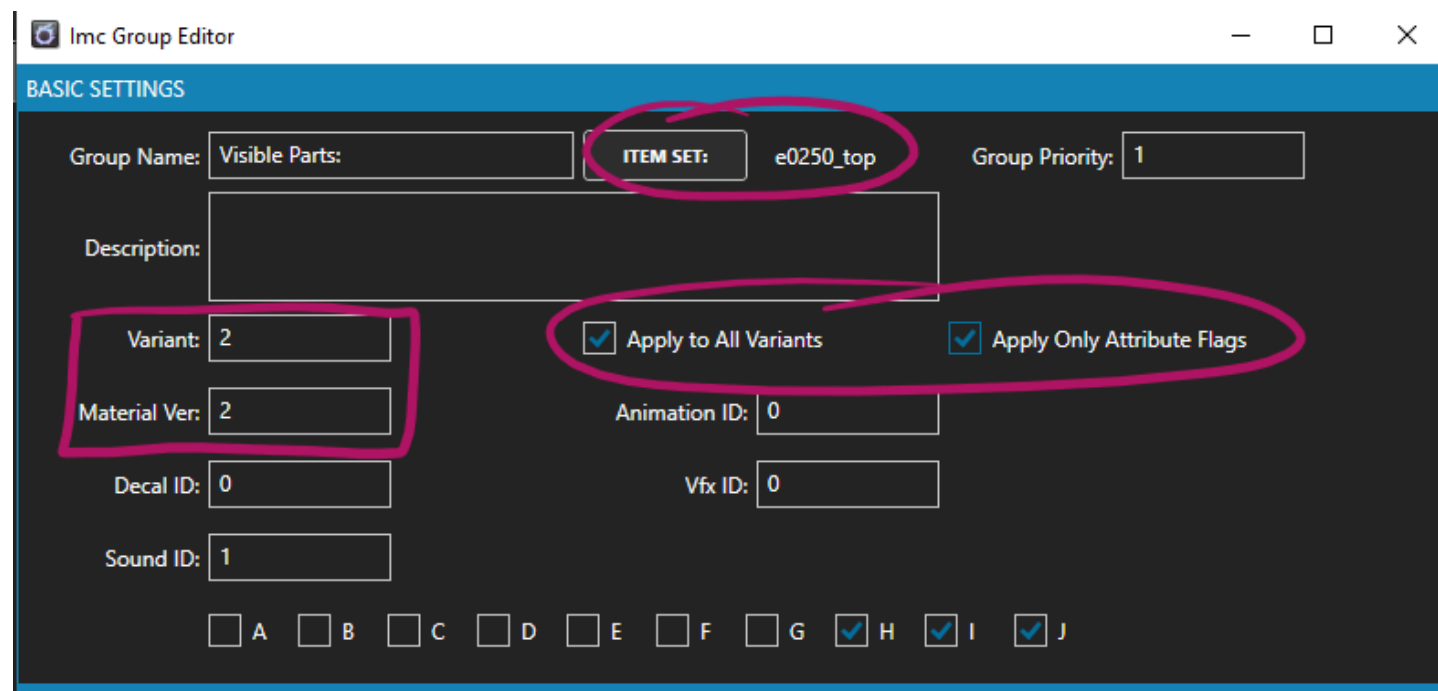 Imc Group Editor
BASIC SETTINGS
Group Name: Visible Parts: ITEM SET: e0250_top Group Priority: 1
Description:
Variant: 2 Apply to All Variants Apply Only Attribute Flags
Material Ver: 2 Animation ID: 0
Decal ID: 0 Vfx ID: 0
Sound ID: 1
A B C D E F G H I J